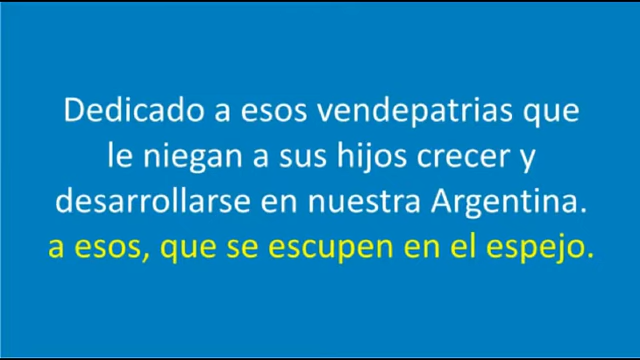 Dedicado a esos vendepatrias que
le niegan a sus hijos crecer y
desarrollarse en nuestra Argentina.
a esos, que se escupen en el espejo.